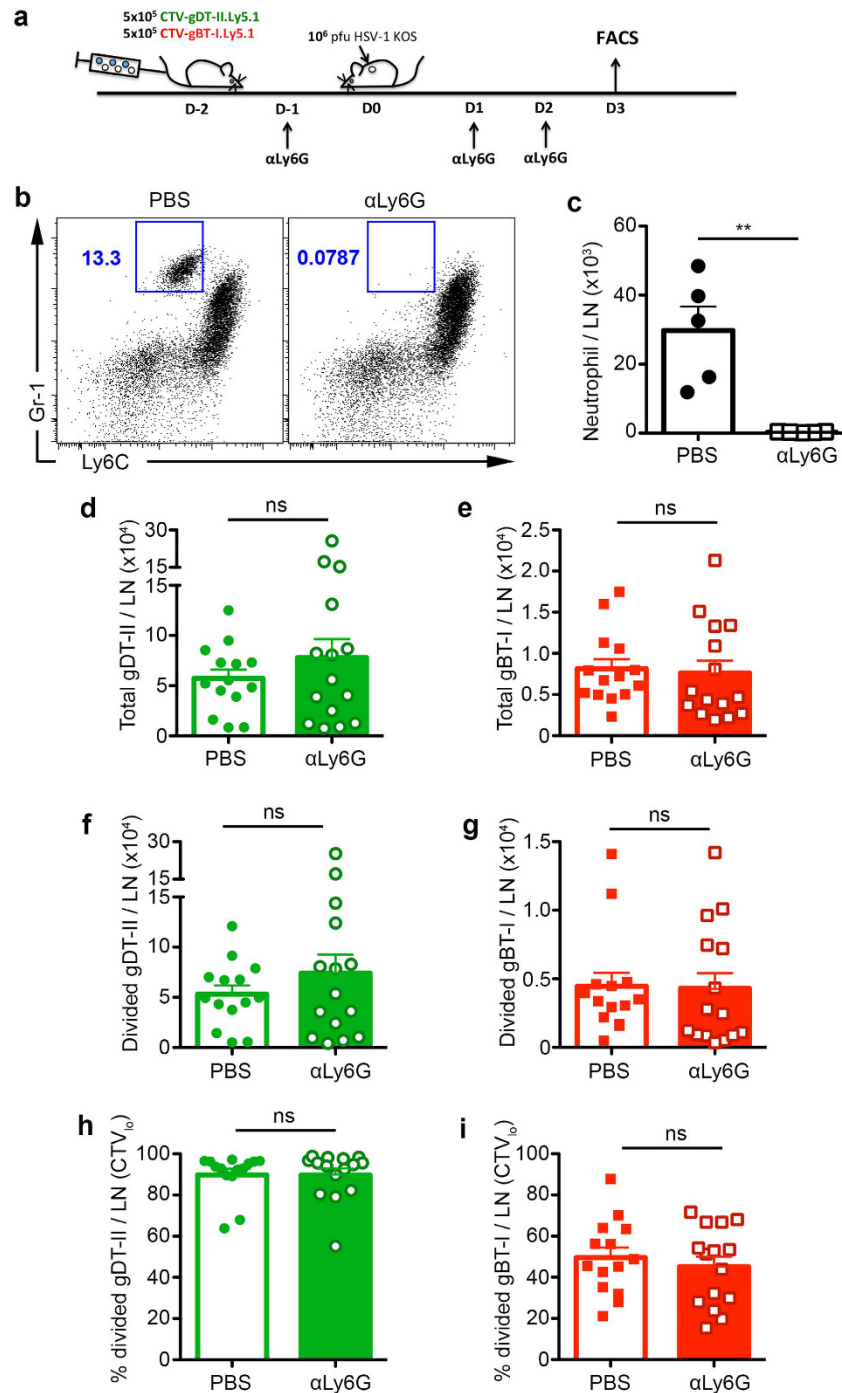 a
5x10⁵ CTV-gDT-II.Ly5.1
5x10⁵ CTV-gBT-I.Ly5.1
10⁶ pfu HSV-1 KOS
FACS
D-2 D-1 D0 D1 D2 D3
αLy6G αLy6G αLy6G
b
PBS αLy6G
13.3 0.0787
Gr-1
Ly6C
c
**
60
40
20
0
Neutrophil / LN (x10³)
PBS αLy6G
d
ns
30
15
15
10
5
0
Total gDT-II / LN (x10⁴)
PBS αLy6G
e
ns
2.5
2.0
1.5
1.0
0.5
0
Total gBT-I / LN (x10⁴)
PBS αLy6G
f
ns
30
15
15
10
5
0
Divided gDT-II / LN (x10⁴)
PBS αLy6G
g
ns
1.5
1.0
0.5
0
Divided gBT-I / LN (x10⁴)
PBS αLy6G
h
ns
100
80
60
40
20
0
% divided gDT-II / LN (CTVlo)
PBS αLy6G
i
ns
100
80
60
40
20
0
% divided gBT-I / LN (CTVlo)
PBS αLy6G